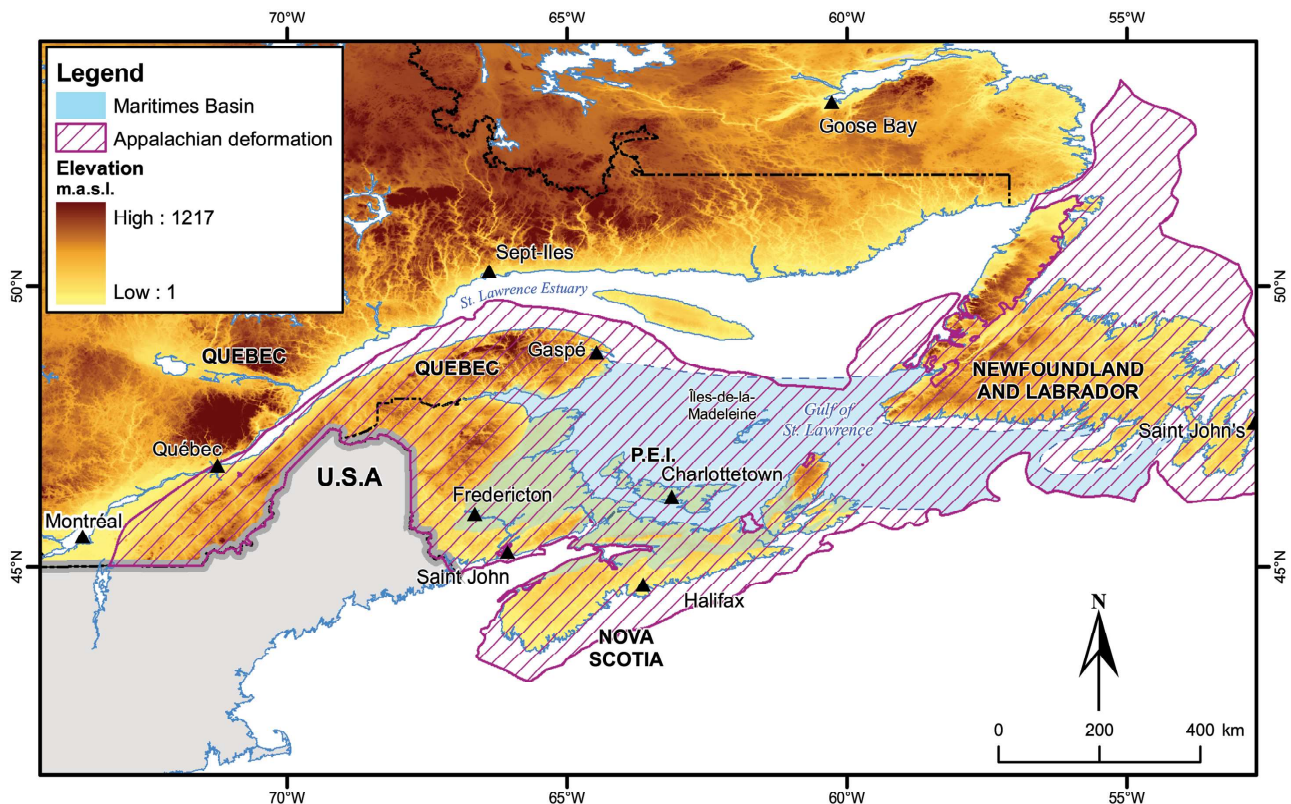 70°W
65°W
60°W
55°W
Legend
Maritimes Basin
Appalachian deformation
Elevation
m.a.s.l.
High : 1217
Low : 1
Goose Bay
Sept-Iles
50°N
50°N
St. Lawrence Estuary
QUEBEC
QUEBEC
Gaspé
NEWFOUNDLAND
AND LABRADOR
Îles-de-la-
Madeleine
Gulf of
St. Lawrence
Saint John's
Québec
P.E.I.
Charlottetown
U.S.A
Fredericton
Montréal
45°N
45°N
Saint John
Halifax
NOVA
SCOTIA
N
0 200 400 km
70°W
65°W
60°W
55°W